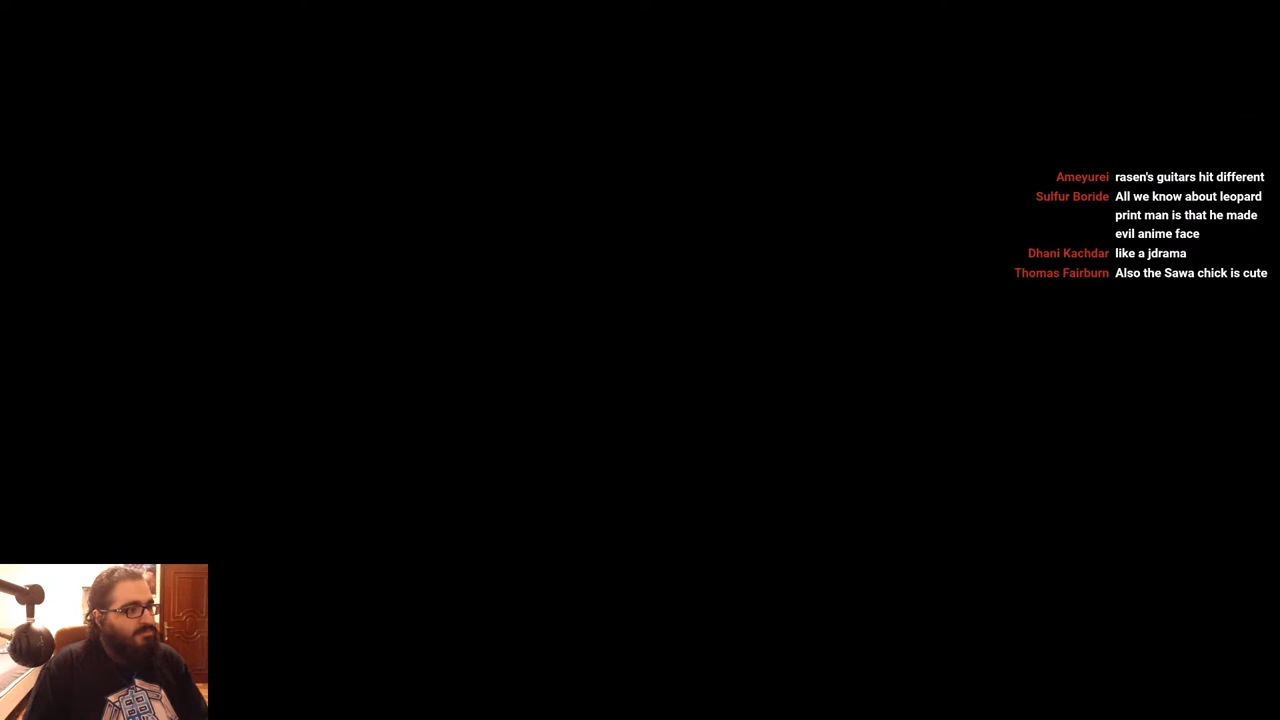 Ameyurei rasen's guitars hit different
Sulfur Boride All we know about leopard
print man is that he made
evil anime face
Dhani Kachdar like a jdrama
Thomas Fairburn Also the Sawa chick is cute